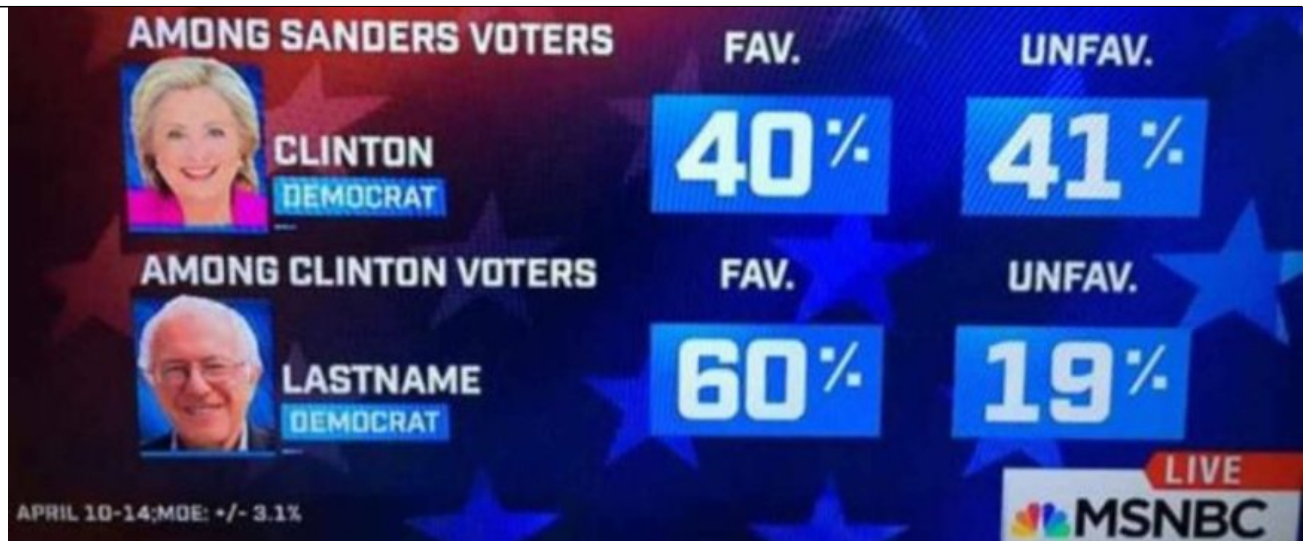 AMONG SANDERS VOTERS FAV. UNFAV.
CLINTON 40% 41%
DEMOCRAT
AMONG CLINTON VOTERS FAV. UNFAV.
LASTNAME 60% 19%
DEMOCRAT
LIVE
APRIL 10-14;MOE: +/- 3.1% MSNBC